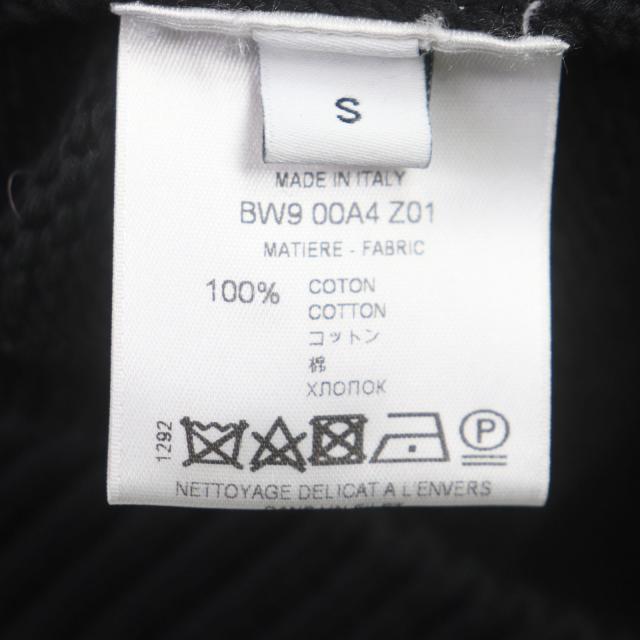 S
MADE IN ITALY
BW9 00A4 Z01
MATIERE - FABRIC
100% COTON
COTTON
コットン
棉
ХЛОПОК
1292
P
NETTOYAGE DELICAT A L'ENVERS